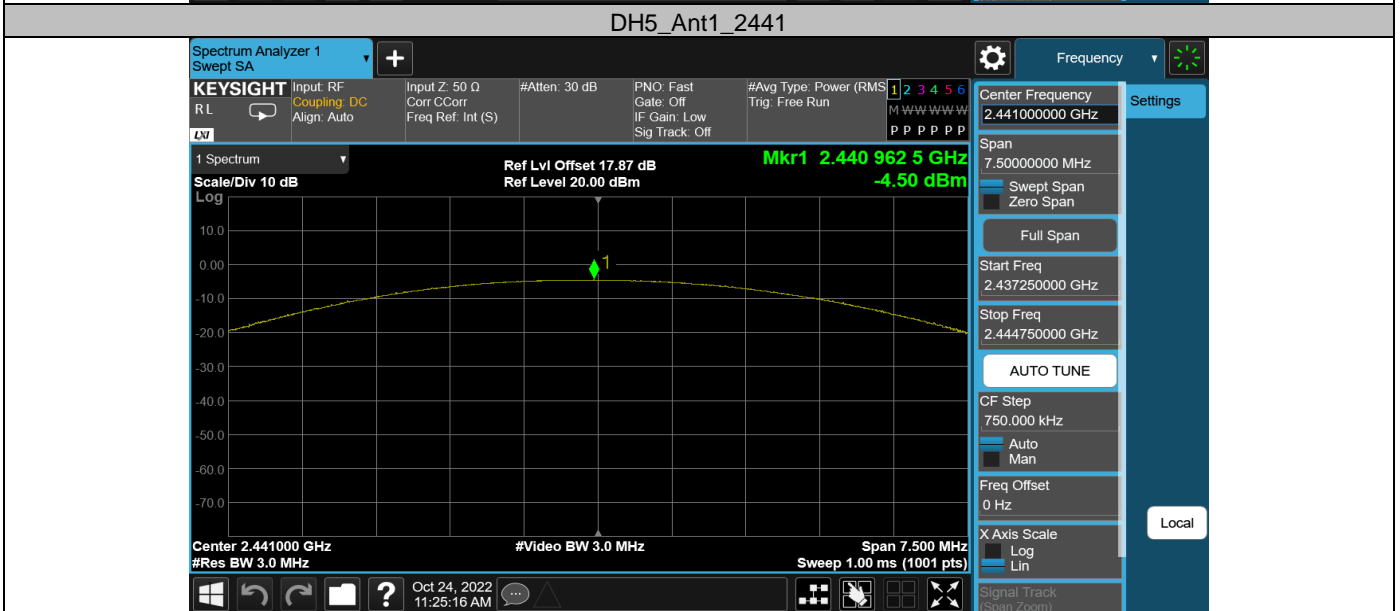 DH5_Ant1_2441
Spectrum Analyzer 1
Swept SA
+
Frequency
KEYSIGHT
RL
LXI
Input: RF
Coupling: DC
Align: Auto
Input Z: 50 Ω
Corr CCorr
Freq Ref: Int (S)
#Atten: 30 dB
PNO: Fast
Gate: Off
IF Gain: Low
Sig Track: Off
#Avg Type: Power (RMS
Trig: Free Run
1 2 3 4 5 6
M W W W W W
P P P P P P
Center Frequency
2.441000000 GHz
Settings
Span
7.50000000 MHz
Swept Span
Zero Span
Full Span
Start Freq
2.437250000 GHz
Stop Freq
2.444750000 GHz
AUTO TUNE
CF Step
750.000 kHz
Auto
Man
Freq Offset
0 Hz
X Axis Scale
Log
Lin
Local
Signal Track
(Span Zoom)
1 Spectrum
Scale/Div 10 dB
Ref Lvl Offset 17.87 dB
Ref Level 20.00 dBm
Mkr1 2.440 962 5 GHz
-4.50 dBm
Log
10.0
0.00
-10.0
-20.0
-30.0
-40.0
-50.0
-60.0
-70.0
1
Center 2.441000 GHz
#Video BW 3.0 MHz
Span 7.500 MHz
#Res BW 3.0 MHz
Sweep 1.00 ms (1001 pts)
?
Oct 24, 2022
11:25:16 AM